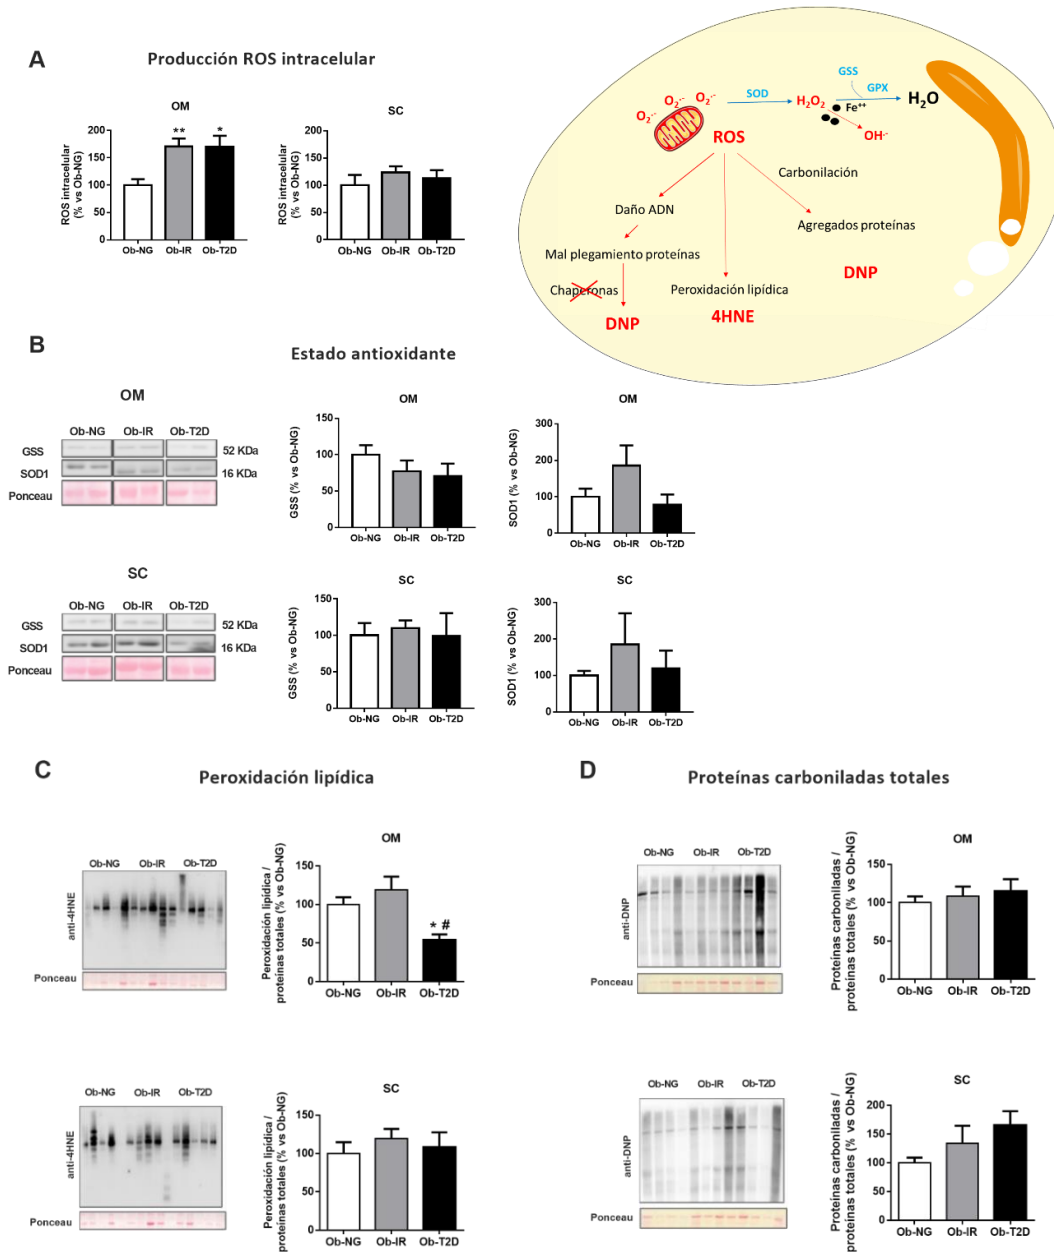 A
Producción ROS intracelular
OM
ROS intracelular
(% vs Ob-NG)
200
150
100
50
0
Ob-NG Ob-IR Ob-T2D
**
*
SC
ROS intracelular
(% vs Ob-NG)
200
150
100
50
0
Ob-NG Ob-IR Ob-T2D
O₂·⁻ O₂·⁻ O₂·⁻
SOD
H₂O₂
GSS
GPX
Fe⁺⁺
H₂O
OH·⁻
ROS
Carbonilación
Daño ADN
Agregados proteínas
Mal plegamiento proteínas
DNP
Chaperonas
Peroxidación lipídica
DNP
4HNE
B
Estado antioxidante
OM
Ob-NG Ob-IR Ob-T2D
GSS 52 KDa
SOD1 16 KDa
Ponceau
OM
GSS (% vs Ob-NG)
150
100
50
0
Ob-NG Ob-IR Ob-T2D
OM
SOD1 (% vs Ob-NG)
300
200
100
0
Ob-NG Ob-IR Ob-T2D
SC
Ob-NG Ob-IR Ob-T2D
GSS 52 KDa
SOD1 16 KDa
Ponceau
SC
GSS (% vs Ob-NG)
150
100
50
0
Ob-NG Ob-IR Ob-T2D
SC
SOD1 (% vs Ob-NG)
300
200
100
0
Ob-NG Ob-IR Ob-T2D
C
Peroxidación lipídica
Ob-NG Ob-IR Ob-T2D
anti-4HNE
Ponceau
OM
Peroxidación lipídica /
proteínas totales (% vs Ob-NG)
150
100
50
0
* #
Ob-NG Ob-IR Ob-T2D
Ob-NG Ob-IR Ob-T2D
anti-4HNE
Ponceau
SC
Peroxidación lipídica /
proteínas totales (% vs Ob-NG)
150
100
50
0
Ob-NG Ob-IR Ob-T2D
D
Proteínas carboniladas totales
Ob-NG Ob-IR Ob-T2D
anti-DNP
Ponceau
OM
Proteínas carboniladas /
proteínas totales (% vs Ob-NG)
150
100
50
0
Ob-NG Ob-IR Ob-T2D
Ob-NG Ob-IR Ob-T2D
anti-DNP
Ponceau
SC
Proteínas carboniladas /
proteínas totales (% vs Ob-NG)
200
150
100
50
0
Ob-NG Ob-IR Ob-T2D